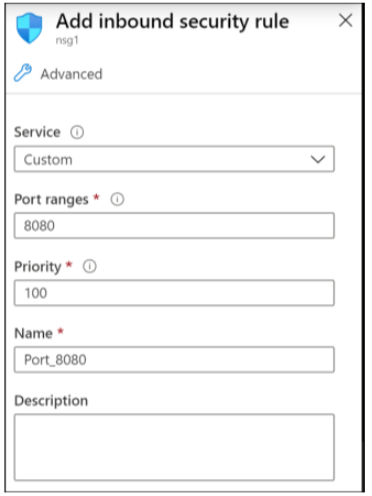 Add inbound security rule
nsg1
Advanced
Service
Custom
Port ranges *
8080
Priority *
100
Name *
Port_8080
Description